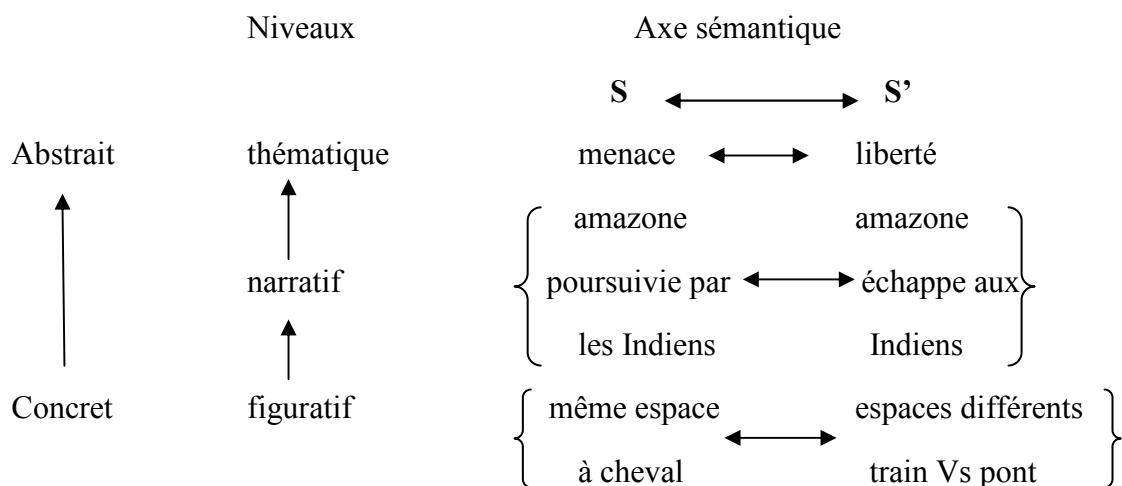 Niveaux Axe sémantique
S S’
Abstrait thématique menace liberté
amazone amazone
narratif poursuivie par échappe aux
les Indiens Indiens
Concret figuratif même espace espaces différents
à cheval train Vs pont